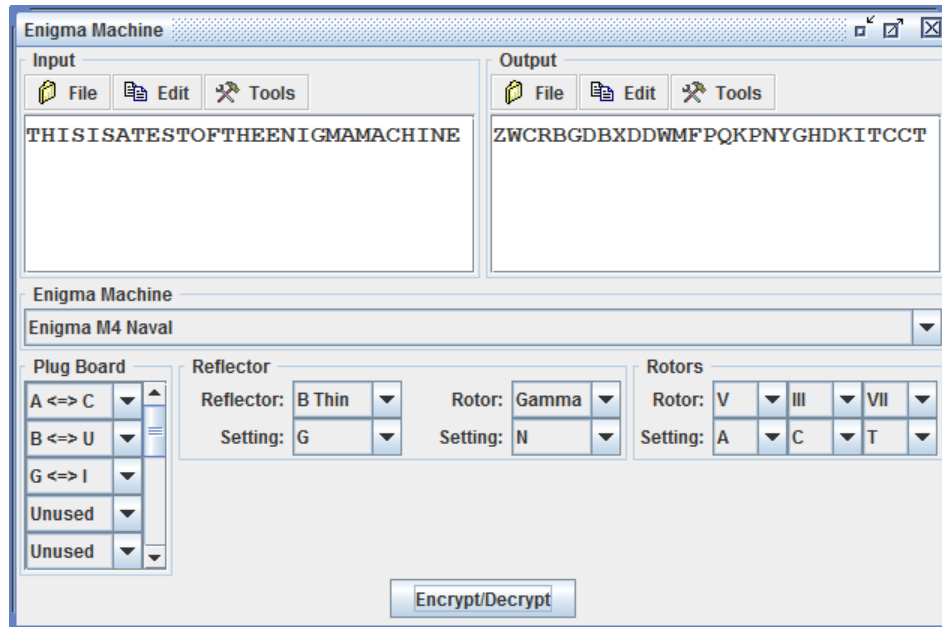 Enigma Machine
Input
File Edit Tools
THISISATESTOFTHEENIGMAMACHINE
Output
File Edit Tools
ZWCRBGDBXDDWMFPQKPNYGHDKITCCT
Enigma Machine
Enigma M4 Naval
Plug Board
A <=> C
B <=> U
G <=> I
Unused
Unused
Reflector
Reflector: B Thin Rotor: Gamma
Setting: G Setting: N
Rotors
Rotor: V III VII
Setting: A C T
Encrypt/Decrypt